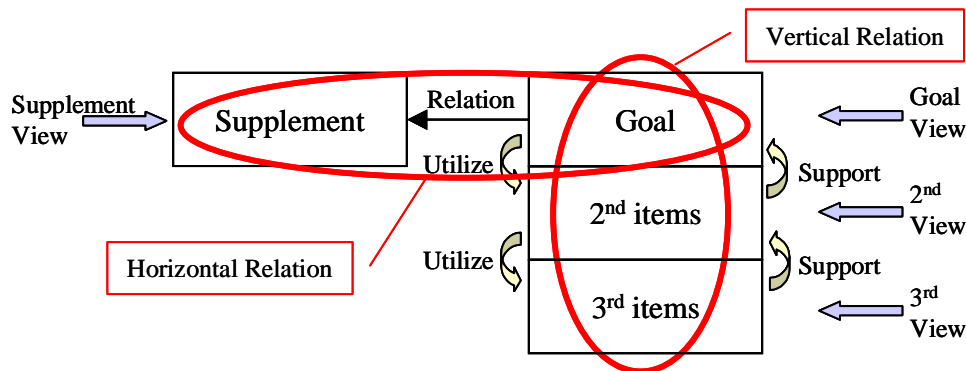 Vertical Relation
Supplement
View
Supplement
Relation
Goal
Goal
View
Utilize
Support
2nd items
2nd
View
Horizontal Relation
Utilize
Support
3rd items
3rd
View